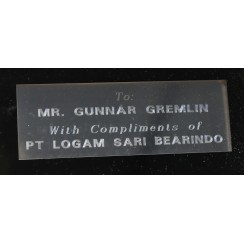 To:
MR. GUNNAR GREMLIN
With Compliments of
PT LOGAM SARI BEARINDO